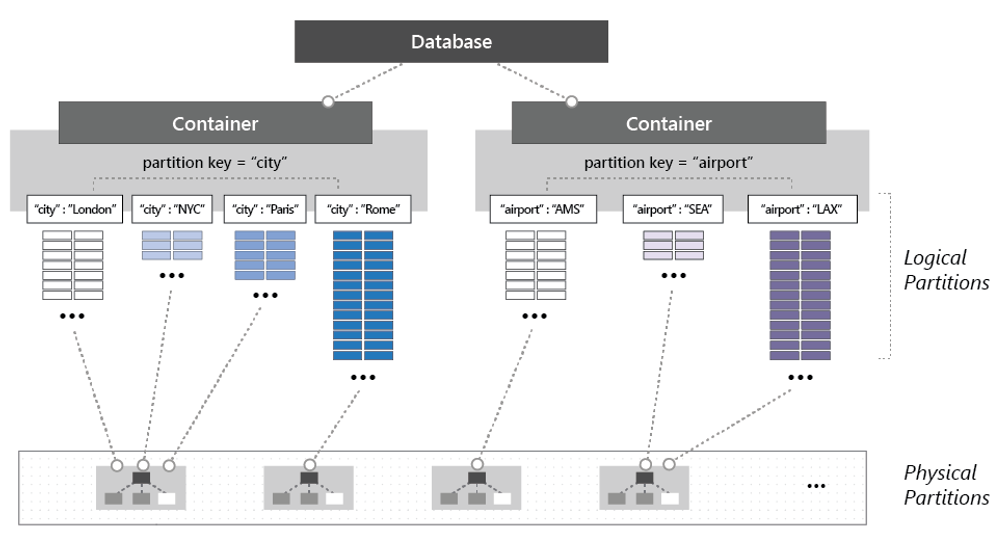 Database
Container
Container
partition key = “city”
partition key = “airport”
“city” : “London”
“city” : “NYC”
“city” : “Paris”
“city” : “Rome”
“airport” : “AMS”
“airport” : “SEA”
“airport” : “LAX”
Logical
Partitions
•••
•••
•••
•••
•••
•••
•••
Physical
Partitions
•••